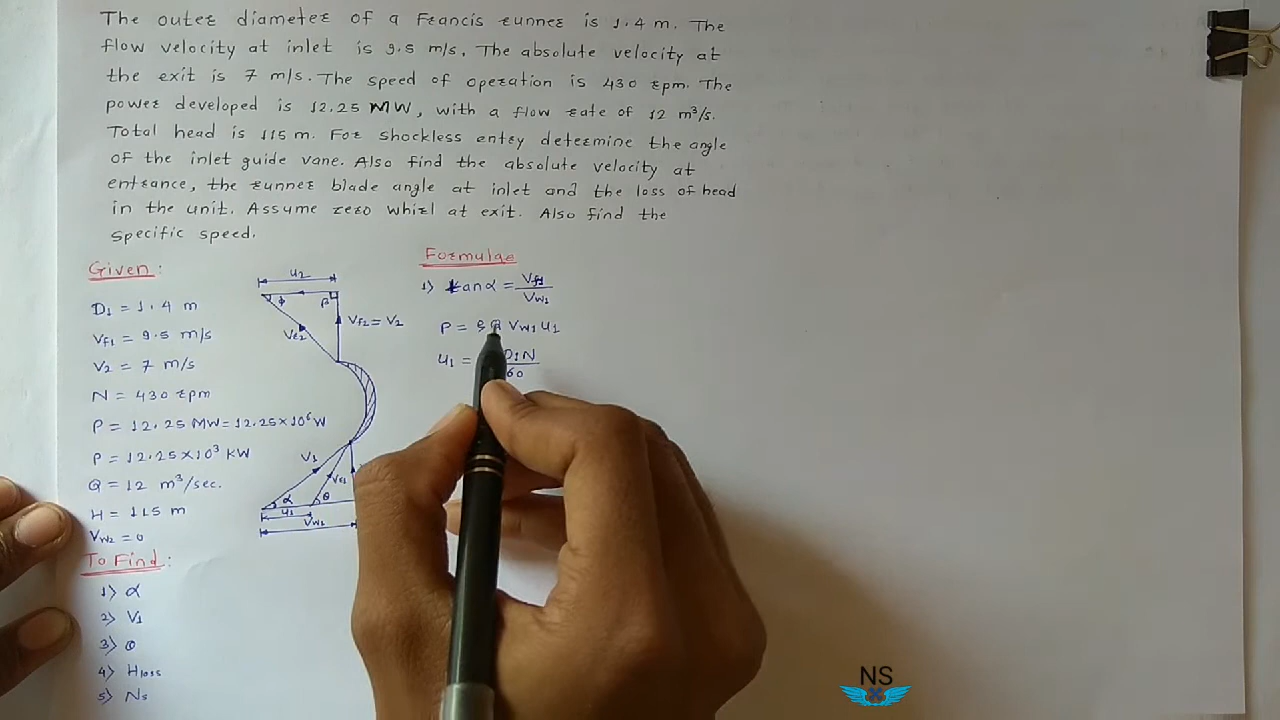 The outer diameter of a Francis runner is 1.4 m. The
flow velocity at inlet is 9.5 m/s. The absolute velocity at
the exit is 7 m/s. The speed of operation is 430 rpm. The
power developed is 12.25 MW, with a flow rate of 12 m³/s.
Total head is 115 m. For shockless entry determine the angle
of the inlet guide vane. Also find the absolute velocity at
entrance, the runner blade angle at inlet and the loss of head
in the unit. Assume zero whirl at exit. Also find the
specific speed.
Given:
D₁ = 1.4 m
Vf₁ = 9.5 m/s
V₂ = 7 m/s
N = 430 rpm
P = 12.25 MW = 12.25×10⁶ W
P = 12.25×10³ KW
Q = 12 m³/sec.
H = 115 m
Vw₂ = 0
To Find:
1) α
2) V₁
3) θ
4) HLoss
5) Ns
u₂
Φ β
Vr₂ Vf₂ = V₂
V₁ Vr₁
α θ
u₁
Vw₁
Formulae
1) tanα = Vf₁/Vw₁
P = ρQ Vw₁ u₁
u₁ = D₁N/60
NS